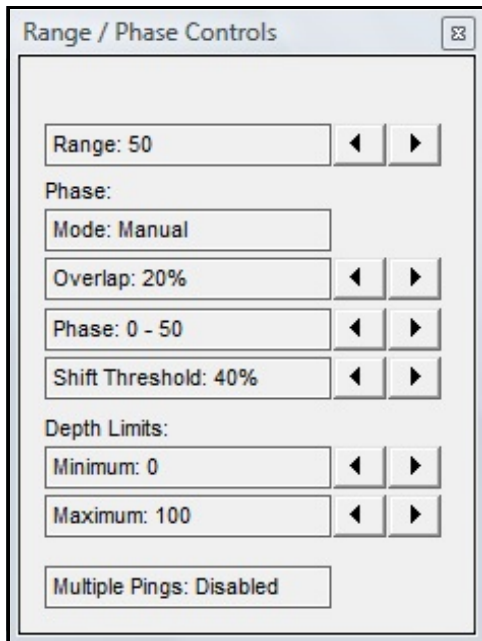 Range / Phase Controls
Range: 50
Phase:
Mode: Manual
Overlap: 20%
Phase: 0 - 50
Shift Threshold: 40%
Depth Limits:
Minimum: 0
Maximum: 100
Multiple Pings: Disabled